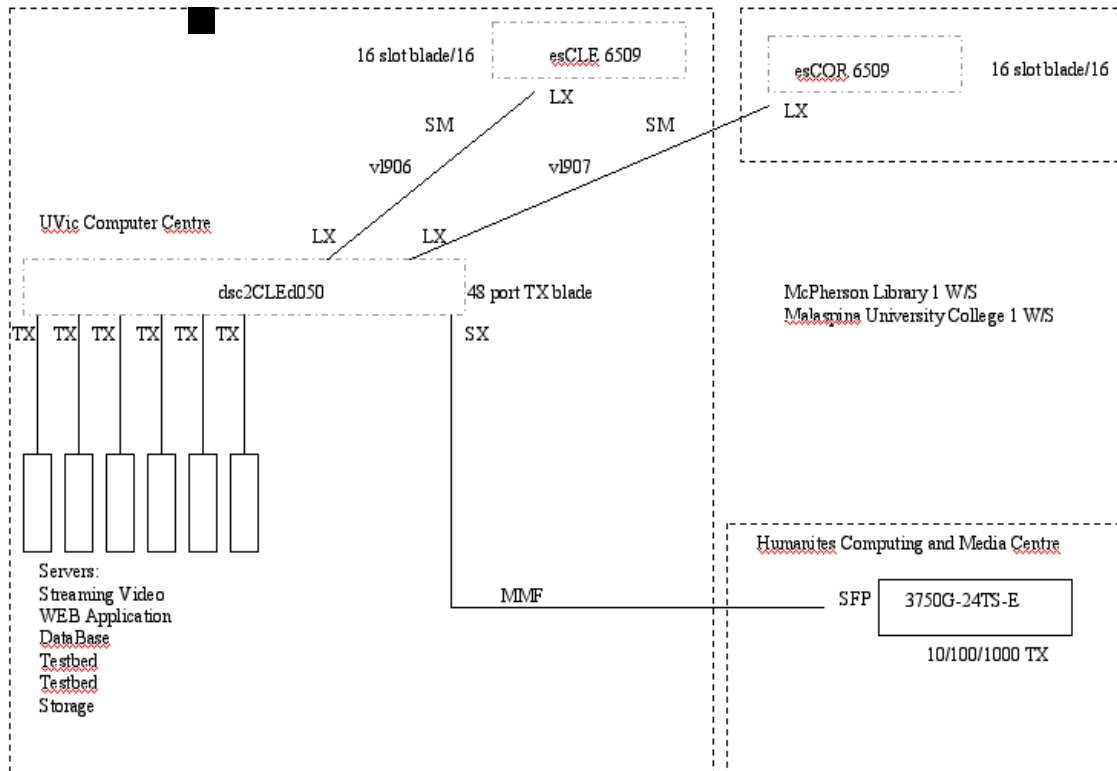 16 slot blade/16
esCLE 6509
esCOR 6509
16 slot blade/16
LX
LX
SM
SM
vl906
vl907
UVic Computer Centre
LX
LX
dsc2CLEd050
48 port TX blade
McPherson Library 1 W/S
Malaspina University College 1 W/S
TX
TX
TX
TX
TX
TX
SX
Humanites Computing and Media Centre
Servers:
Streaming Video
WEB Application
DataBase
Testbed
Testbed
Storage
MMF
SFP
3750G-24TS-E
10/100/1000 TX